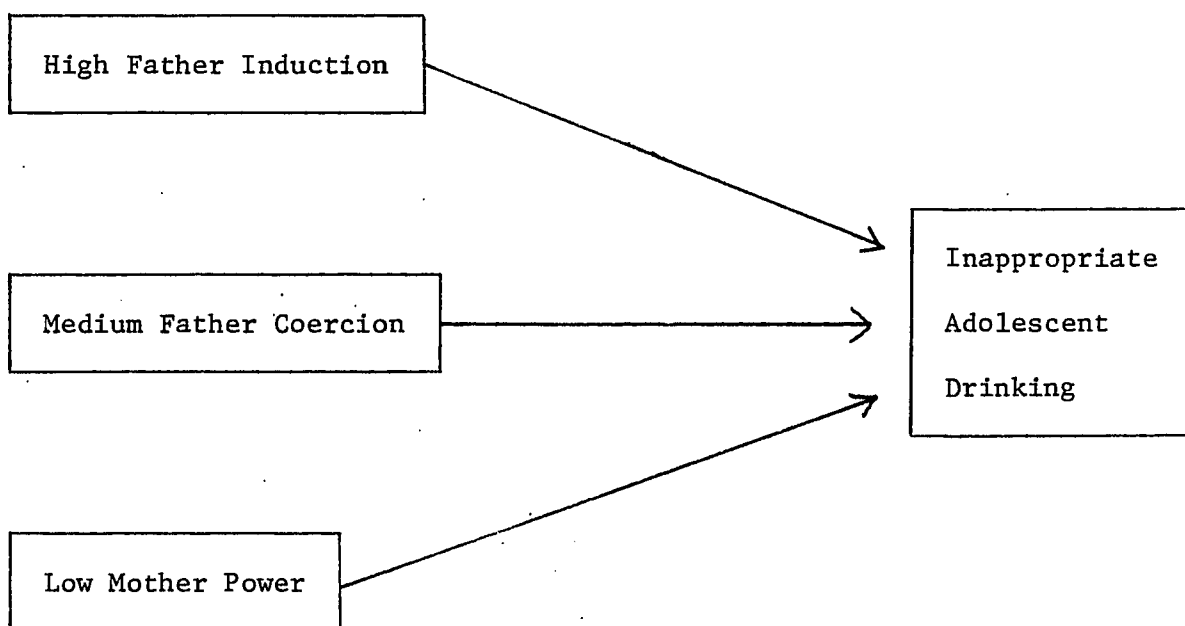 High Father Induction
Medium Father Coercion
Low Mother Power
Inappropriate
Adolescent
Drinking